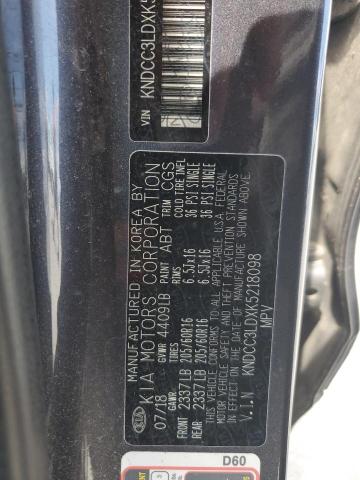 VIN KNDCC3LDXK5
MANUFACTURED IN KOREA BY
KIA MOTORS CORPORATION
07/18 GVWR 4409LB PAINT ABT TRIM CGS
GAWR TIRES RIMS COLD TIRE INFL
FRONT 2337LB 205/60R16 6.5JX16 36 PSI SINGLE
REAR 2337LB 205/60R16 6.5JX16 36 PSI SINGLE
THIS VEHICLE CONFORMS TO ALL APPLICABLE U.S.A. FEDERAL
MOTOR VEHICLE SAFETY AND THEFT PREVENTION STANDARDS
IN EFFECT ON THE DATE OF MANUFACTURE SHOWN ABOVE.
V.I.N KNDCC3LDXK5218098
MPV
KIA
D60